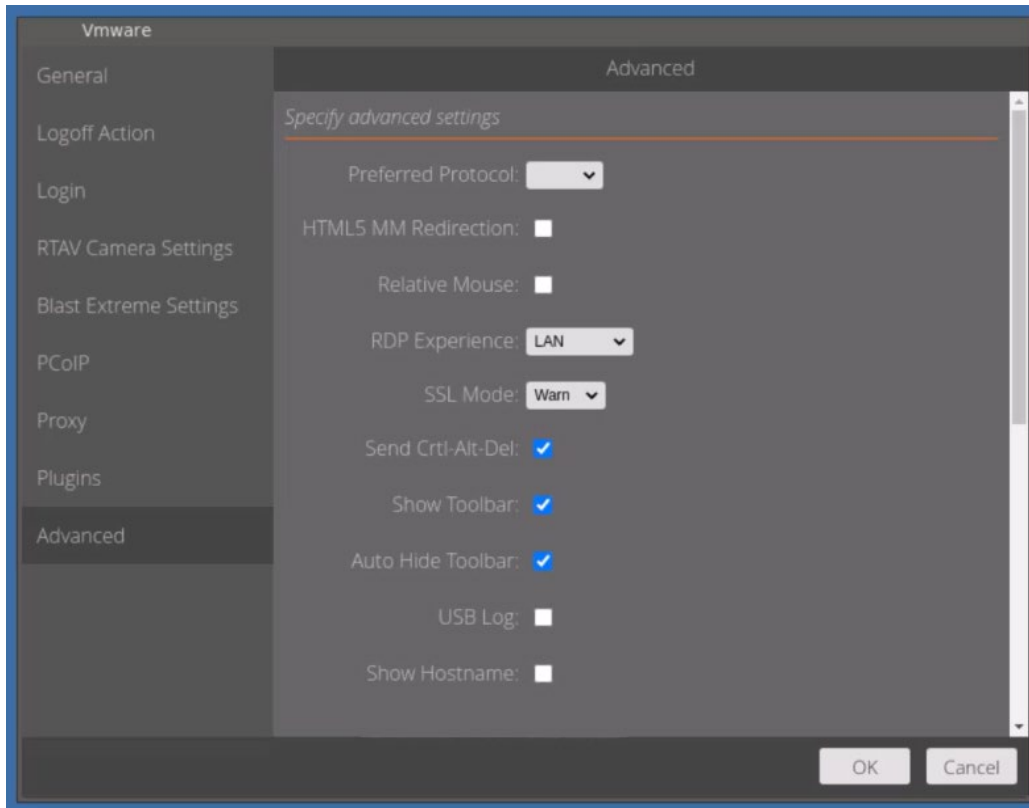 Vmware
General
Logoff Action
Login
RTAV Camera Settings
Blast Extreme Settings
PCoIP
Proxy
Plugins
Advanced
Advanced
Specify advanced settings
Preferred Protocol:
HTML5 MM Redirection:
Relative Mouse:
RDP Experience: LAN
SSL Mode: Warn
Send Crtl-Alt-Del:
Show Toolbar:
Auto Hide Toolbar:
USB Log:
Show Hostname:
OK Cancel